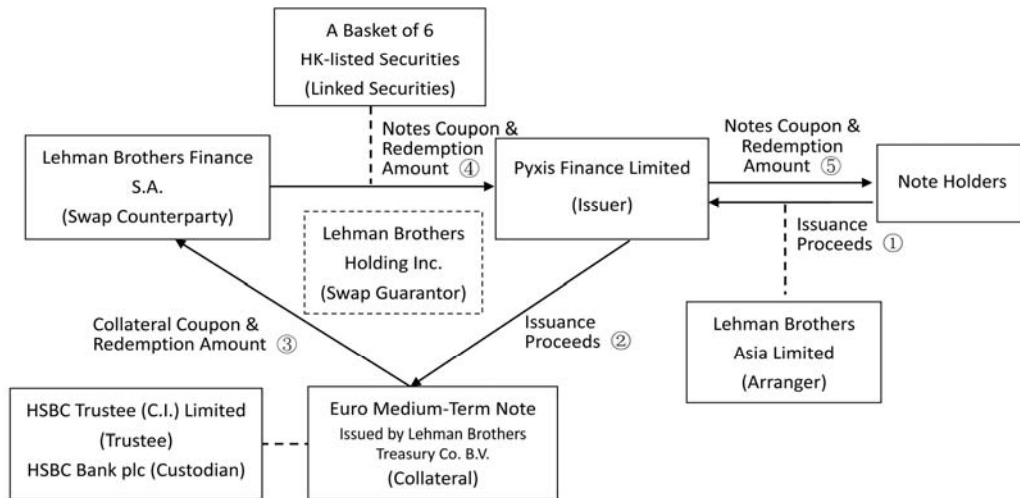 A Basket of 6
HK-listed Securities
(Linked Securities)
Lehman Brothers Finance
S.A.
(Swap Counterparty)
Notes Coupon &
Redemption
Amount ④
Pyxis Finance Limited
(Issuer)
Notes Coupon &
Redemption
Amount ⑤
Note Holders
Issuance
Proceeds ①
Lehman Brothers
Holding Inc.
(Swap Guarantor)
Collateral Coupon &
Redemption Amount ③
Issuance
Proceeds ②
Lehman Brothers
Asia Limited
(Arranger)
HSBC Trustee (C.I.) Limited
(Trustee)
HSBC Bank plc (Custodian)
Euro Medium-Term Note
Issued by Lehman Brothers
Treasury Co. B.V.
(Collateral)